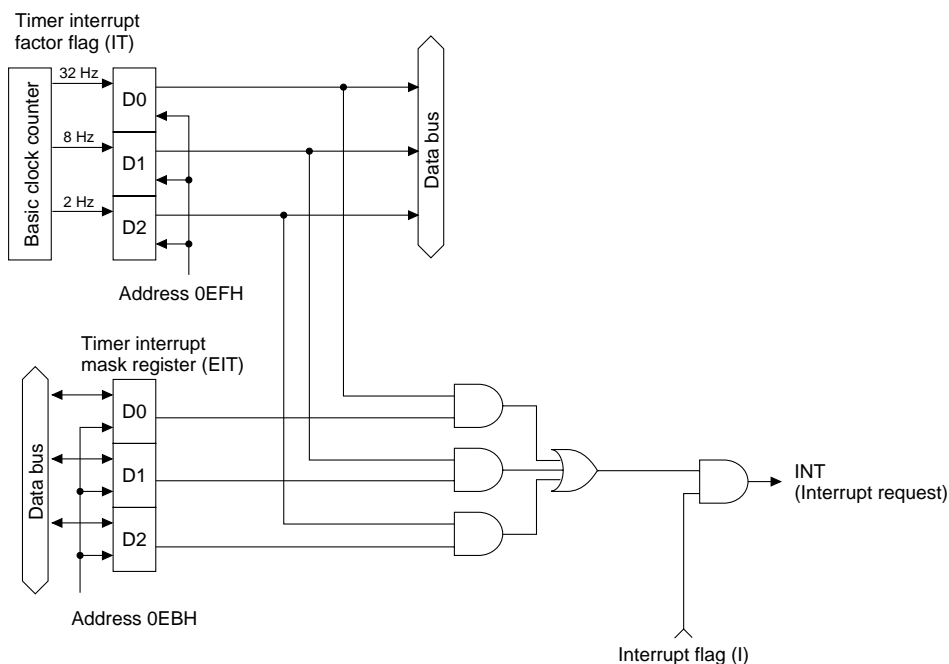 Timer interrupt
factor flag (IT)
Basic clock counter
32 Hz
8 Hz
2 Hz
D0
D1
D2
Data bus
Address 0EFH
Timer interrupt
mask register (EIT)
Data bus
D0
D1
D2
Address 0EBH
INT
(Interrupt request)
Interrupt flag (I)